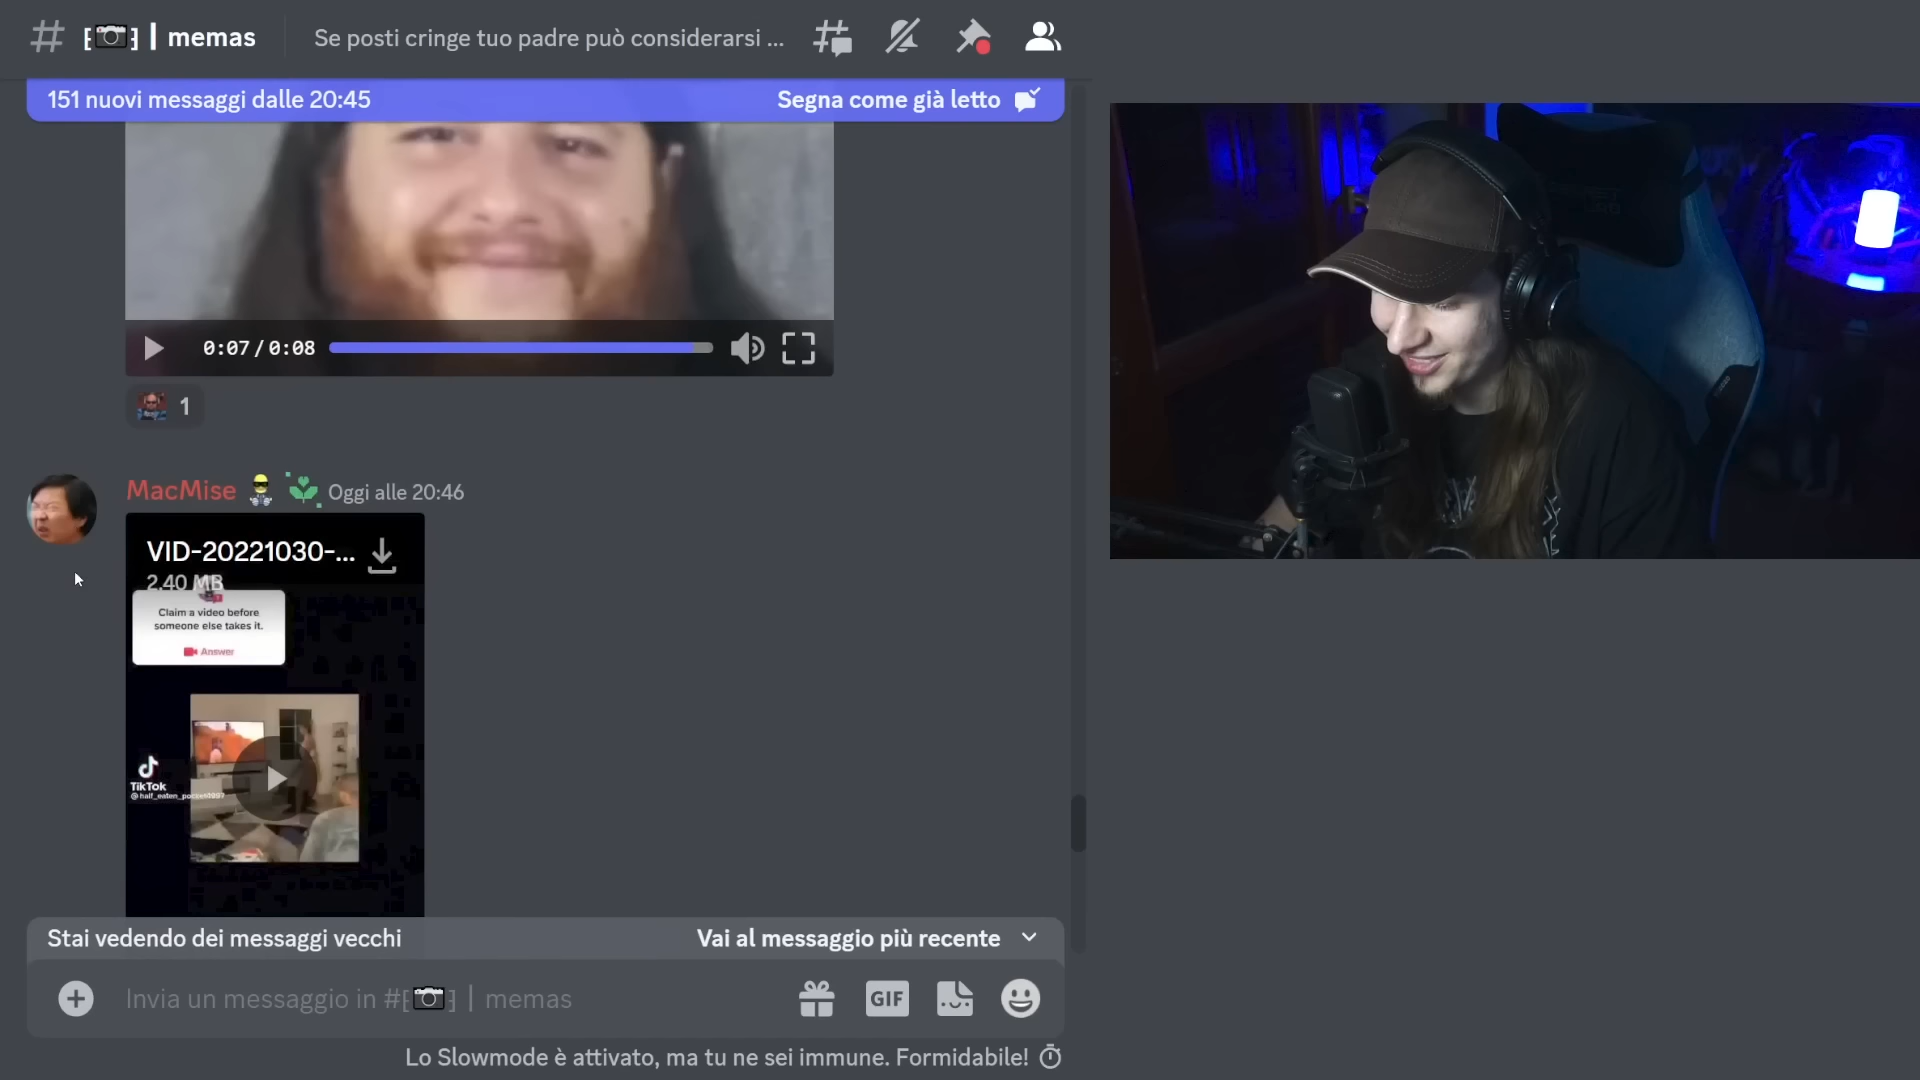 [📷] | memas
Se posti cringe tuo padre può considerarsi ...
151 nuovi messaggi dalle 20:45
Segna come già letto
0:07 / 0:08
1
MacMise
Oggi alle 20:46
VID-20221030-...
2.40 MB
Claim a video before
someone else takes it.
Answer
TikTok
Stai vedendo dei messaggi vecchi
Vai al messaggio più recente
Invia un messaggio in #[📷] | memas
GIF
Lo Slowmode è attivato, ma tu ne sei immune. Formidabile!